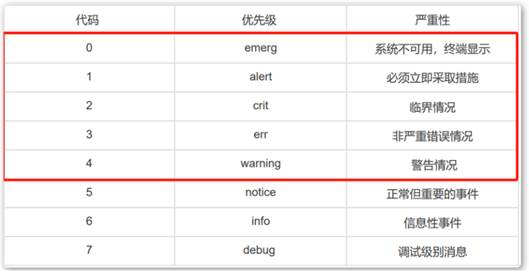 代码 优先级 严重性
0 emerg 系统不可用，终端显示
1 alert 必须立即采取措施
2 crit 临界情况
3 err 非严重错误情况
4 warning 警告情况
5 notice 正常但重要的事件
6 info 信息性事件
7 debug 调试级别消息